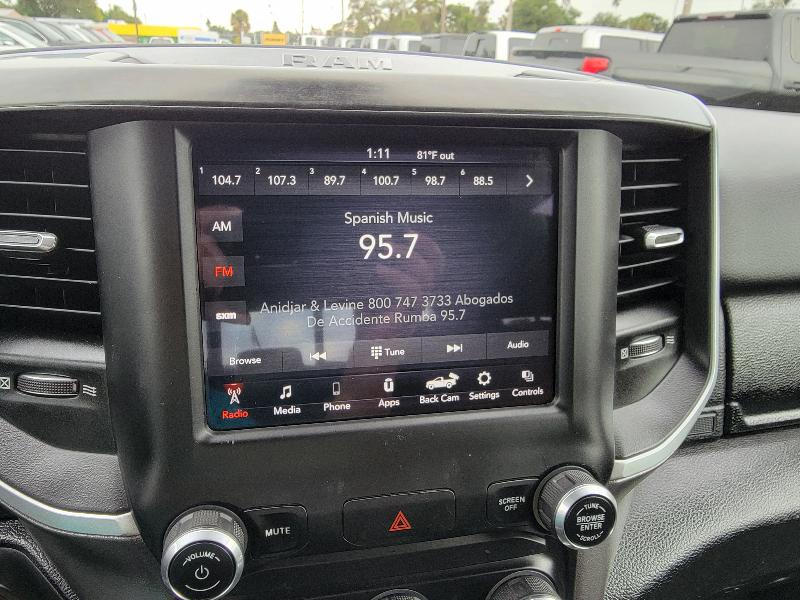 RAM
1:11 81°F out
1 104.7 2 107.3 3 89.7 4 100.7 5 98.7 6 88.5
AM
Spanish Music
95.7
FM
sxm
Anidjar & Levine 800 747 3733 Abogados
De Accidente Rumba 95.7
Browse Tune Audio
Radio Media Phone Apps Back Cam Settings Controls
MUTE
SCREEN
OFF
TUNE
BROWSE
ENTER
SCROLL
VOLUME